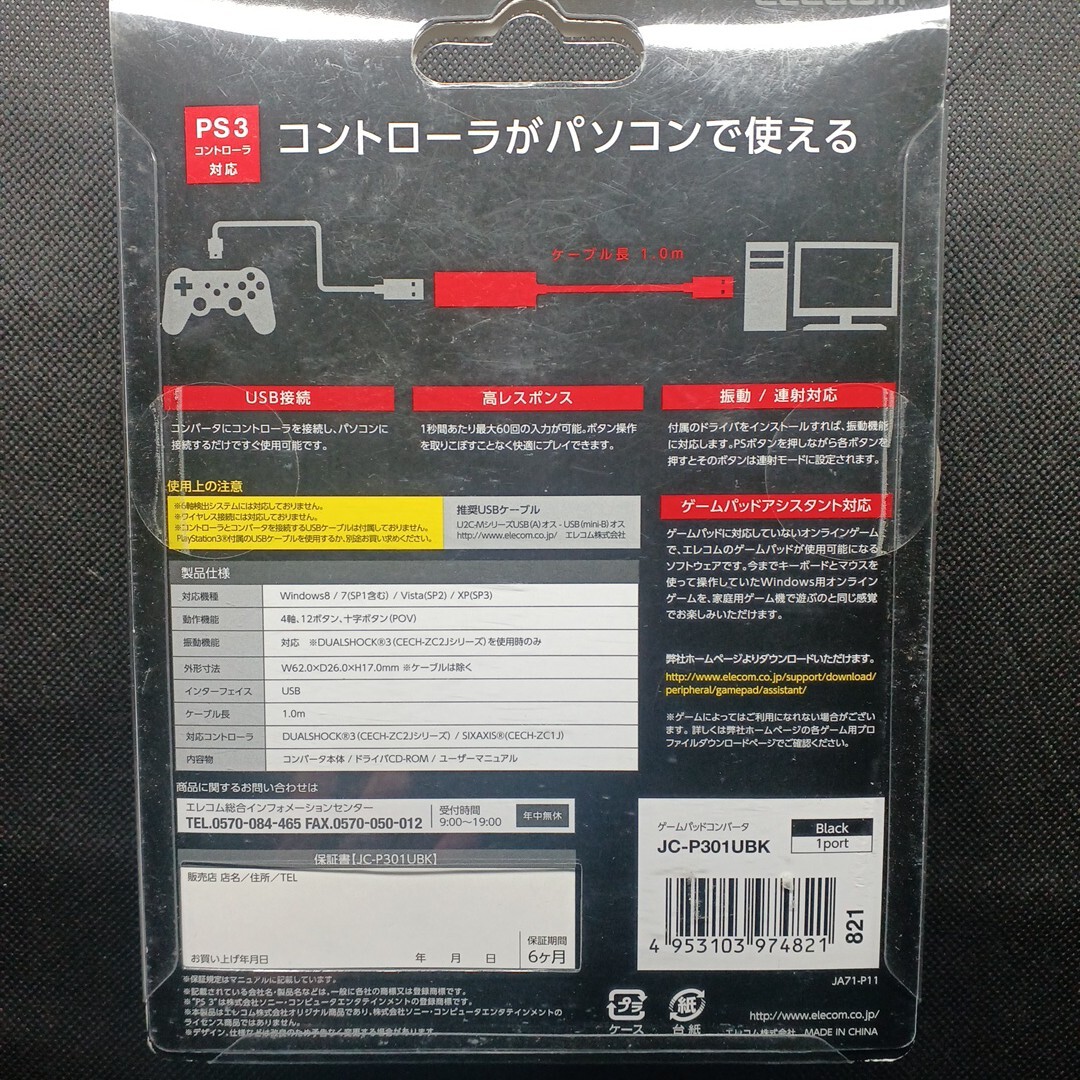 PS3
コントローラ
対応
コントローラがパソコンで使える
ケーブル長 1.0m
USB接続
コンバータにコントローラを接続し、パソコンに
接続するだけですぐ使用可能です。
高レスポンス
1秒間あたり最大60回の入力が可能。ボタン操作
を取りこぼすことなく快適にプレイできます。
振動 / 連射対応
付属のドライバをインストールすれば、振動機能
に対応します。PSボタンを押しながら各ボタンを
押すとそのボタンは連射モードに設定されます。
使用上の注意
※6軸検出システムには対応しておりません。
※ワイヤレス接続には対応しておりません。
※コントローラとコンバータを接続するUSBケーブルは付属しておりません。
PlayStation3®付属のUSBケーブルを使用するか、別途お買い求めください。
推奨USBケーブル
U2C-MシリーズUSB(A)オス - USB(mini-B)オス
http://www.elecom.co.jp/ エレコム株式会社
ゲームパッドアシスタント対応
ゲームパッドに対応していないオンラインゲーム
で、エレコムのゲームパッドが使用可能になる
ソフトウェアです。今までキーボードとマウスを
使って操作していたWindows用オンライン
ゲームを、家庭用ゲーム機で遊ぶのと同じ感覚
でお楽しみいただけます。
弊社ホームページよりダウンロードいただけます。
http://www.elecom.co.jp/support/download/
peripheral/gamepad/assistant/
※ゲームによってはご利用になれない場合がござい
ます。詳しくは弊社ホームページの各ゲーム用プロ
ファイルダウンロードページでご確認ください。
製品仕様
対応機種 Windows8 / 7(SP1含む) / Vista(SP2) / XP(SP3)
動作機能 4軸、12ボタン、十字ボタン(POV)
振動機能 対応 ※DUALSHOCK®3(CECH-ZC2Jシリーズ)を使用時のみ
外形寸法 W62.0×D26.0×H17.0mm ※ケーブルは除く
インターフェイス USB
ケーブル長 1.0m
対応コントローラ DUALSHOCK®3(CECH-ZC2Jシリーズ) / SIXAXIS®(CECH-ZC1J)
内容物 コンバータ本体 / ドライバCD-ROM / ユーザーマニュアル
商品に関するお問い合わせは
エレコム総合インフォメーションセンター
TEL.0570-084-465 FAX.0570-050-012
受付時間
9:00〜19:00
年中無休
保証書【JC-P301UBK】
販売店 店名/住所/TEL
お買い上げ年月日 年 月 日
保証期間
6ヶ月
ゲームパッドコンバータ
JC-P301UBK
Black
1port
4 953103 974821
821
JA71-P11
※保証規定はマニュアルに記載しています。
※記載されている会社名・製品名などは、一般に各社の商標又は登録商標です。
※"PS 3"は株式会社ソニー・コンピュータエンタテインメントの登録商標です。
※本製品はエレコム株式会社オリジナル商品であり、株式会社ソニー・コンピュータエンタテインメントの
ライセンス商品ではありません。
※デザイン、仕様などは改良のため予告なく変更する場合があります。
プラ
ケース
紙
台紙
http://www.elecom.co.jp/
エレコム株式会社 MADE IN CHINA